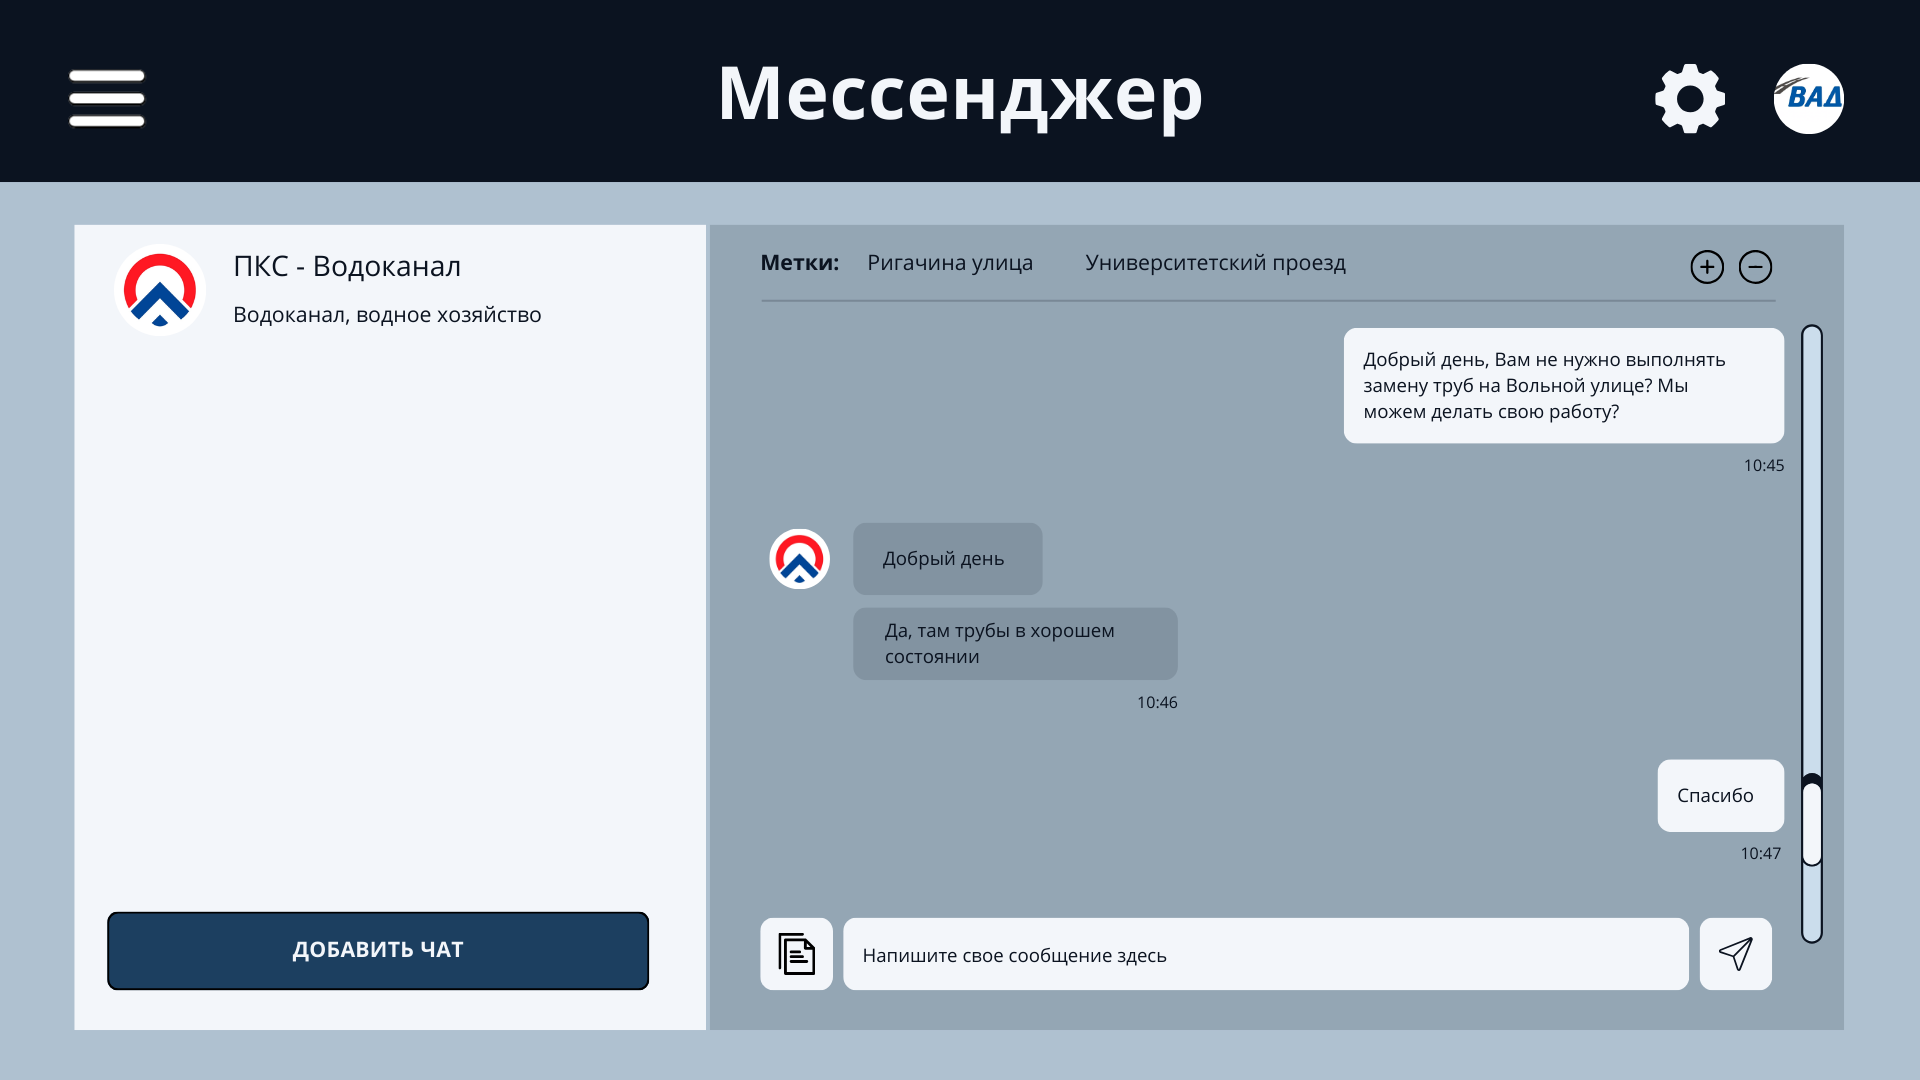 Мессенджер
ВАД
ПКС - Водоканал
Водоканал, водное хозяйство
ДОБАВИТЬ ЧАТ
Метки: Ригачина улица Университетский проезд
Добрый день, Вам не нужно выполнять
замену труб на Вольной улице? Мы
можем делать свою работу?
10:45
Добрый день
Да, там трубы в хорошем
состоянии
10:46
Спасибо
10:47
Напишите свое сообщение здесь